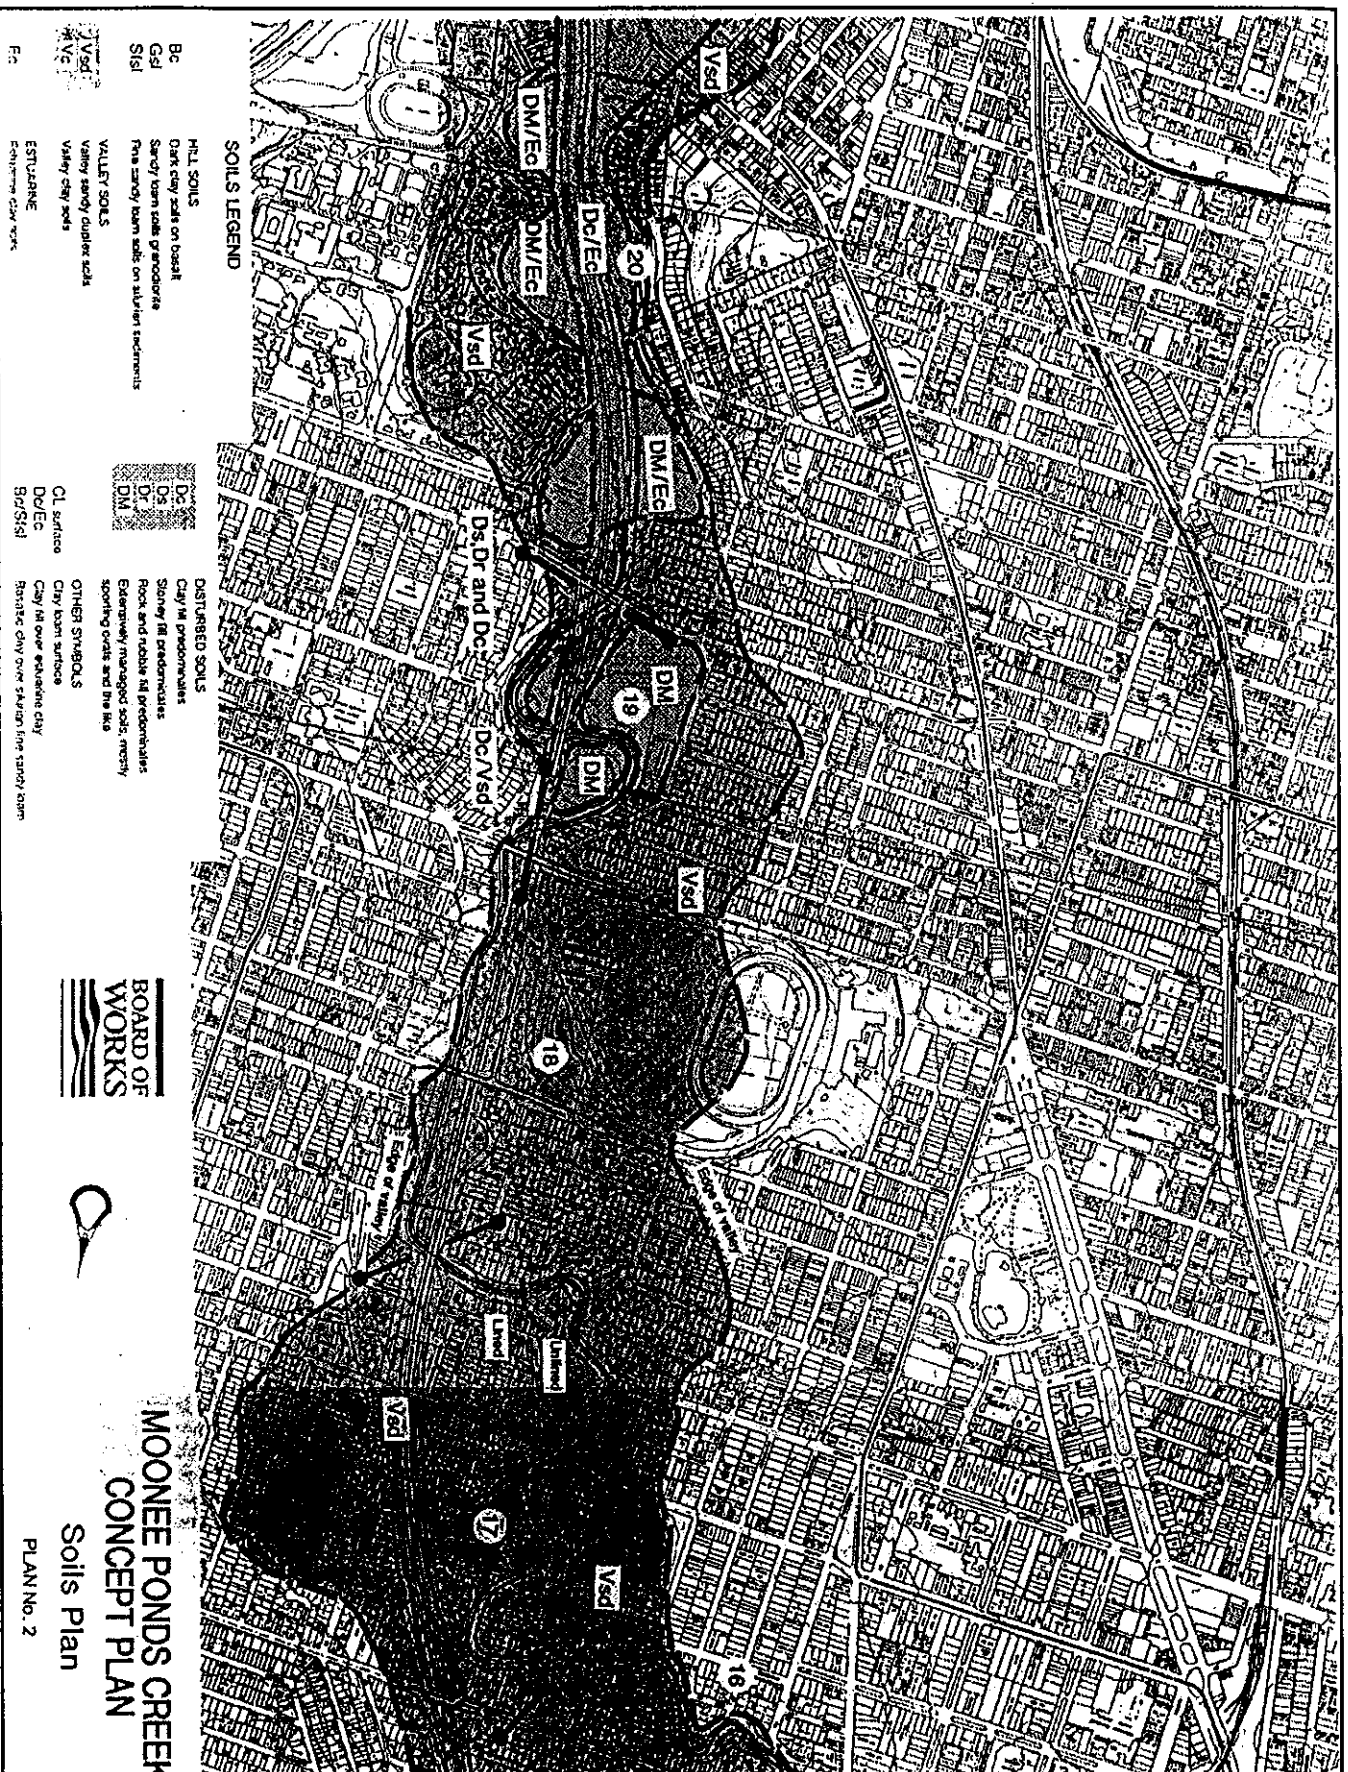 Vsd
DM/Ec
DM/Ec
Dc/Ec
20
Vsd
DM/Ec
Ds,Dr and Dc
DM
19
DM
Dc/Vsd
Vsd
18
Edge of valley
Edge of valley
Lined
Unlined
Vsd
17
Vsd
16
SOILS LEGEND
HILL SOILS
Bc Dark clay soils on basalt
Gsl Sandy loam soils granodiorite
Sfsl Fine sandy loam soils on silurian sediments
VALLEY SOILS
Vsd Valley sandy duplex soils
Vc Valley clay soils
ESTUARINE
Ec
DISTURBED SOILS
Dc Clay fill predominates
Ds Stoney fill predominates
Dr Rock and rubble fill predominates
DM Extensively managed soils, mostly
sporting ovals and the like
OTHER SYMBOLS
CL surface Clay loam surface
Dc/Ec Clay fill over estuarine clay
Bc/Sfsl Basaltic clay over silurian fine sandy loam
BOARD OF
WORKS
MOONEE PONDS CREEK
CONCEPT PLAN
Soils Plan
PLAN No. 2